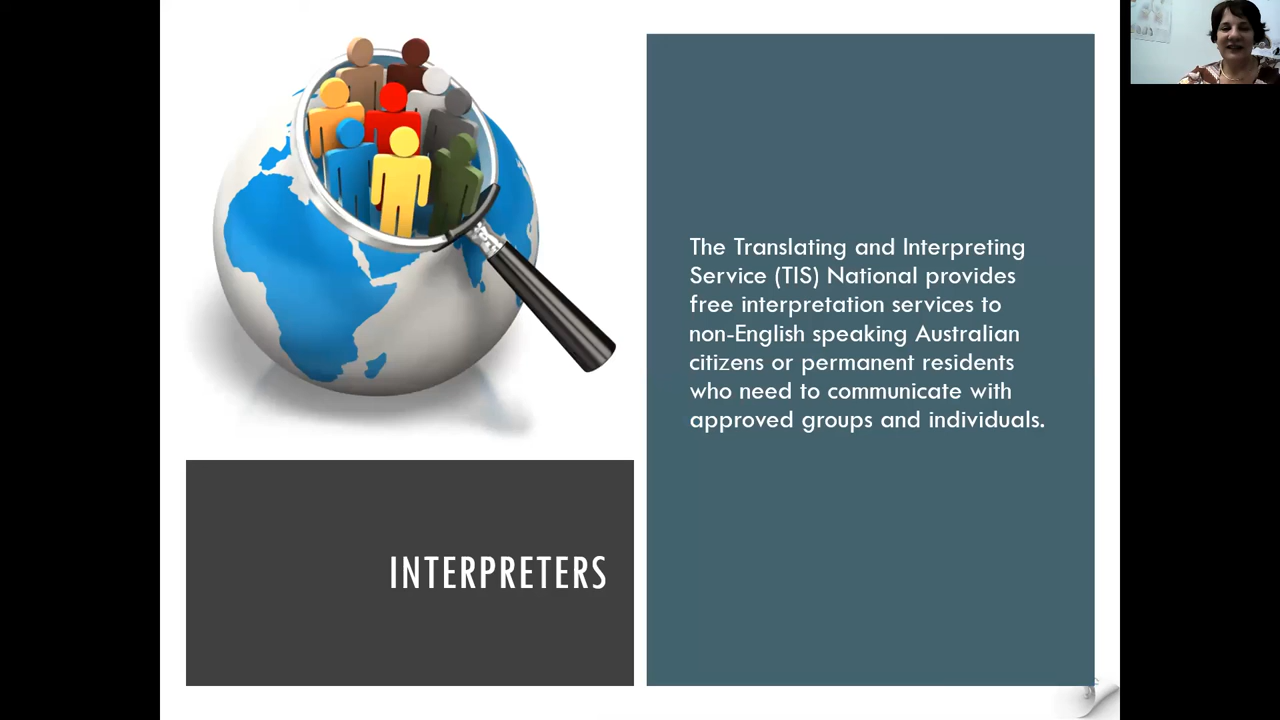 The Translating and Interpreting
Service (TIS) National provides
free interpretation services to
non-English speaking Australian
citizens or permanent residents
who need to communicate with
approved groups and individuals.
INTERPRETERS